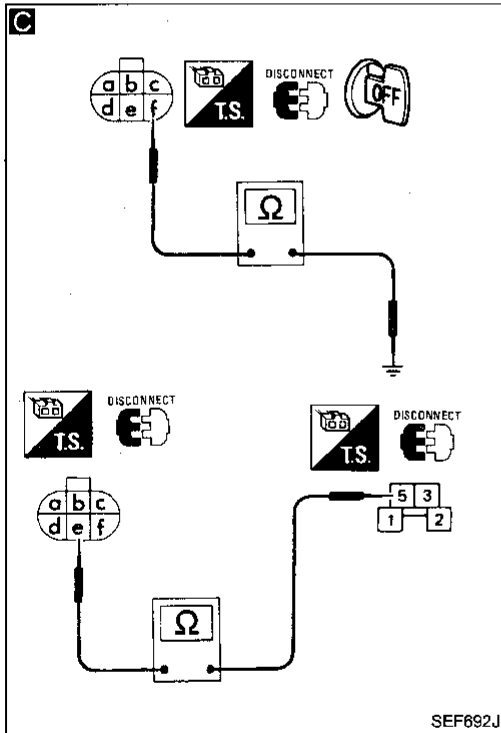 C
a b c
d e f
T.S.
DISCONNECT
OFF
Ω
T.S.
DISCONNECT
T.S.
DISCONNECT
a b c
d e f
5 3
1 2
Ω
SEF692J